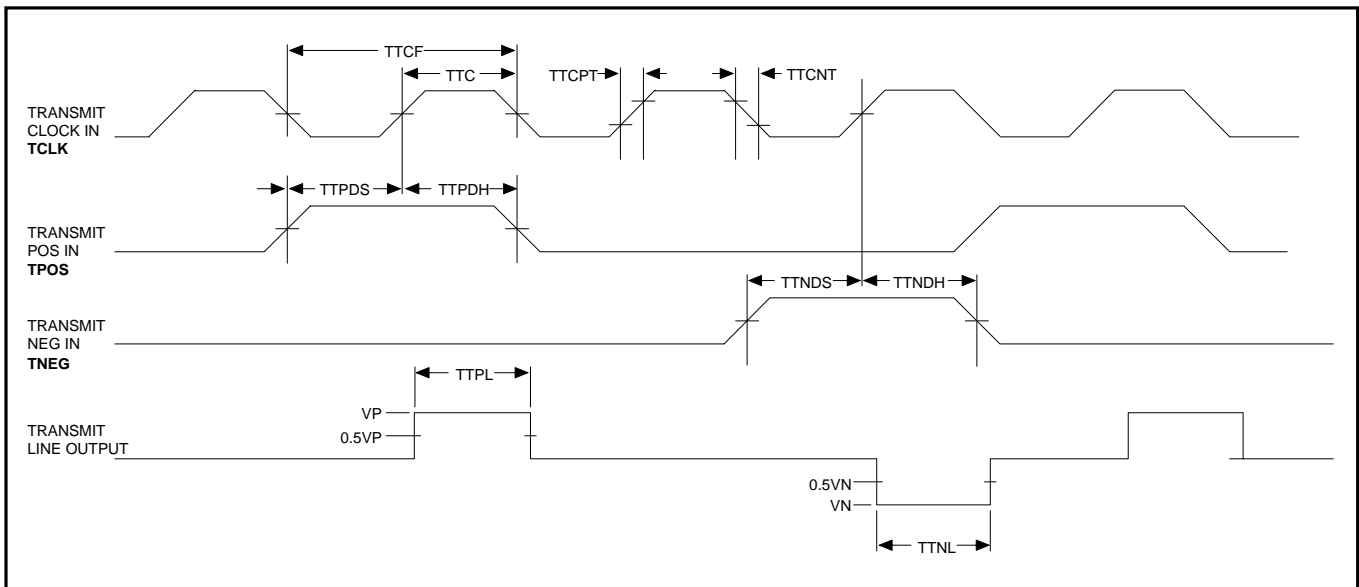 TTCF
TTC
TTCPT
TTCNT
TRANSMIT
CLOCK IN
TCLK
TTPDS
TTPDH
TRANSMIT
POS IN
TPOS
TTNDS
TTNDH
TRANSMIT
NEG IN
TNEG
TTPL
VP
0.5VP
TRANSMIT
LINE OUTPUT
0.5VN
VN
TTNL